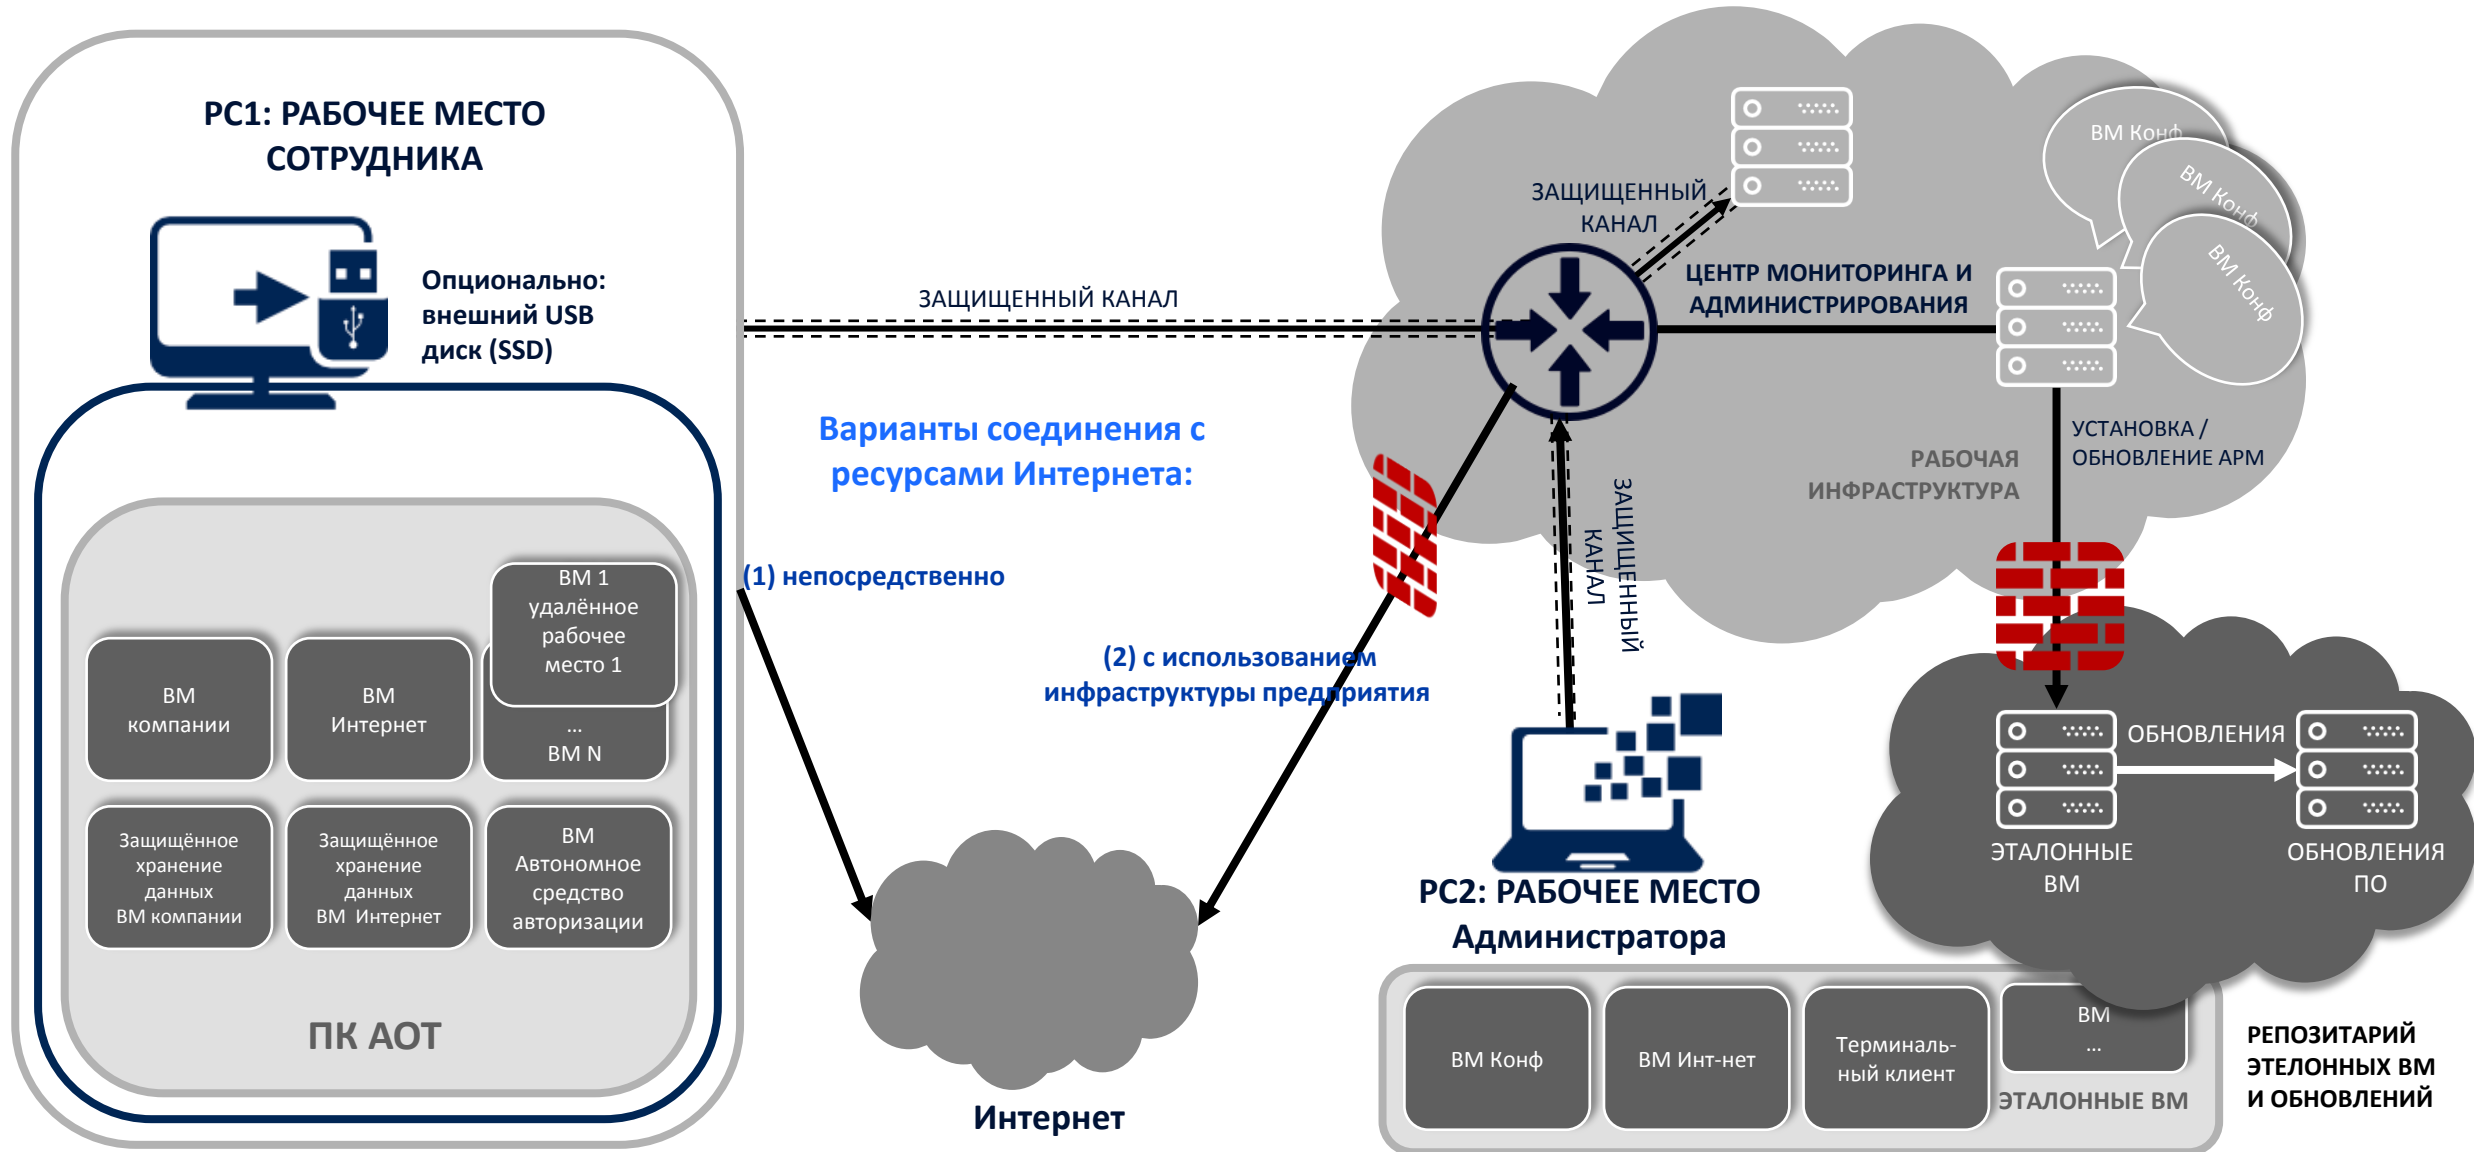 РС1: РАБОЧЕЕ МЕСТО
СОТРУДНИКА
Опционально:
внешний USB
диск (SSD)
ВМ 1
удалённое
рабочее
место 1
ВМ
компании
ВМ
Интернет
...
ВМ N
Защищённое
хранение
данных
ВМ компании
Защищённое
хранение
данных
ВМ  Интернет
ВМ
Автономное
средство
авторизации
ПК АОТ
ЗАЩИЩЕННЫЙ КАНАЛ
Варианты соединения с
ресурсами Интернета:
(1) непосредственно
(2) с использованием
инфраструктуры предприятия
Интернет
ЗАЩИЩЕННЫЙ
КАНАЛ
ЦЕНТР МОНИТОРИНГА И
АДМИНИСТРИРОВАНИЯ
ВМ Конф
ВМ Конф
ВМ Конф
УСТАНОВКА /
ОБНОВЛЕНИЕ АРМ
РАБОЧАЯ
ИНФРАСТРУКТУРА
ЗАЩИЩЕННЫЙ
КАНАЛ
РС2: РАБОЧЕЕ МЕСТО
Администратора
ОБНОВЛЕНИЯ
ЭТАЛОННЫЕ
ВМ
ОБНОВЛЕНИЯ
ПО
ВМ Конф
ВМ Инт-нет
Терминаль-
ный клиент
ВМ
...
ЭТАЛОННЫЕ ВМ
РЕПОЗИТАРИЙ
ЭТЕЛОННЫХ ВМ
И ОБНОВЛЕНИЙ